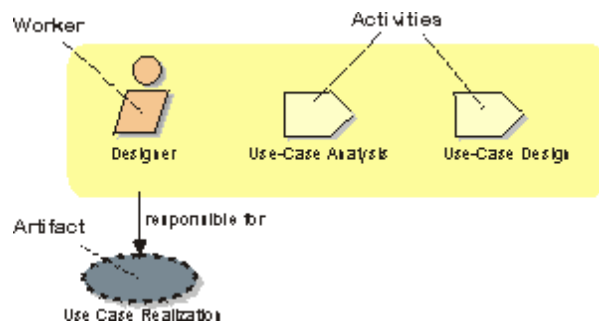 Worker
Activities
Designer
Use-Case Analysis
Use-Case Design
responsible for
Artifact
Use Case Realization